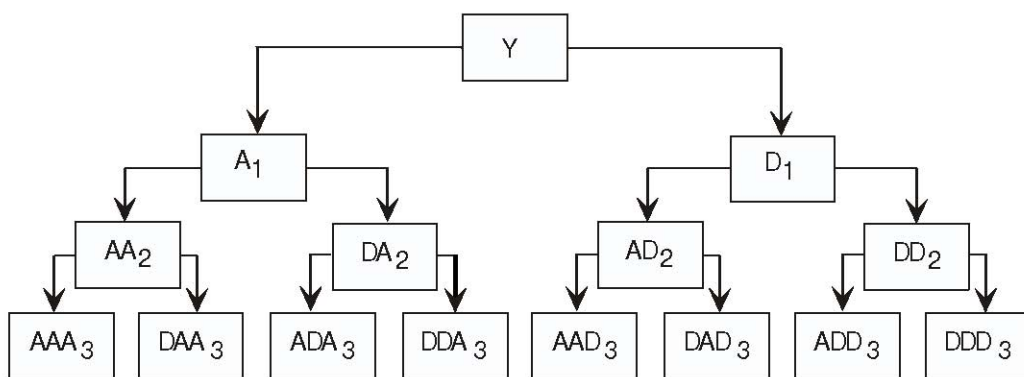 Y
A₁ D₁
AA₂ DA₂ AD₂ DD₂
AAA₃ DAA₃ ADA₃ DDA₃ AAD₃ DAD₃ ADD₃ DDD₃